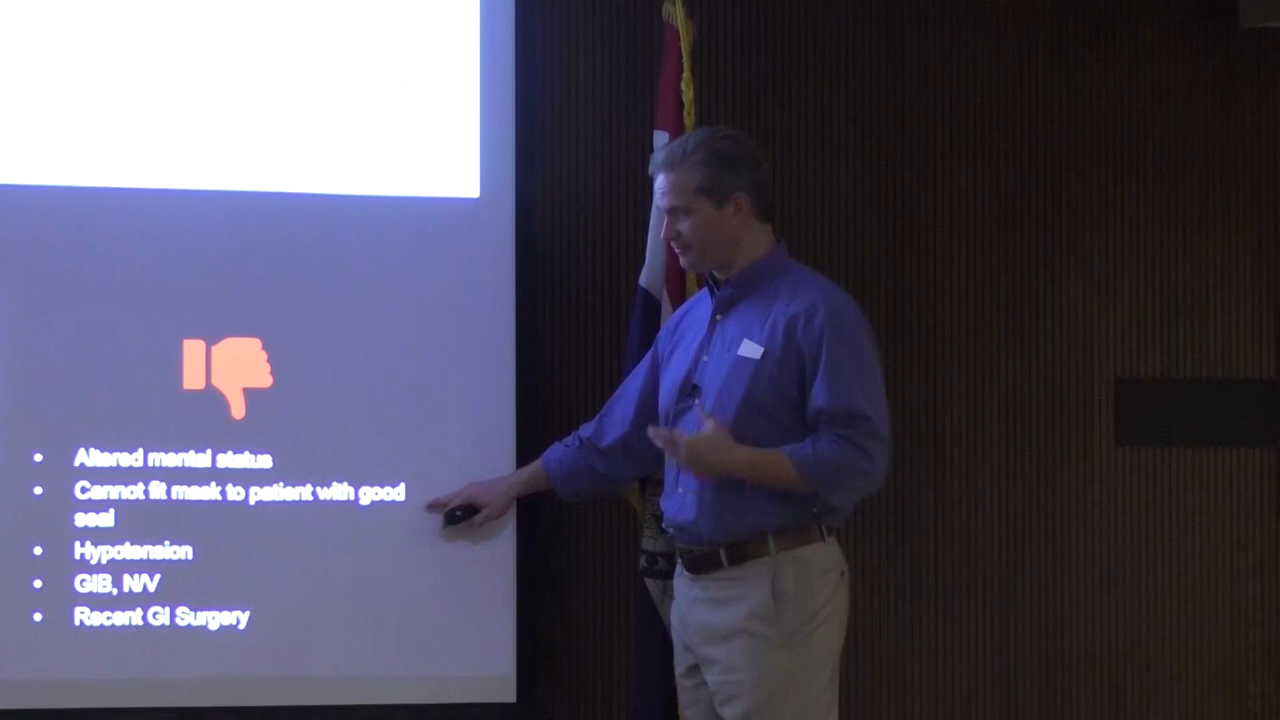 • Altered mental status
• Cannot fit mask to patient with good
seal
• Hypotension
• GIB, N/V
• Recent GI Surgery